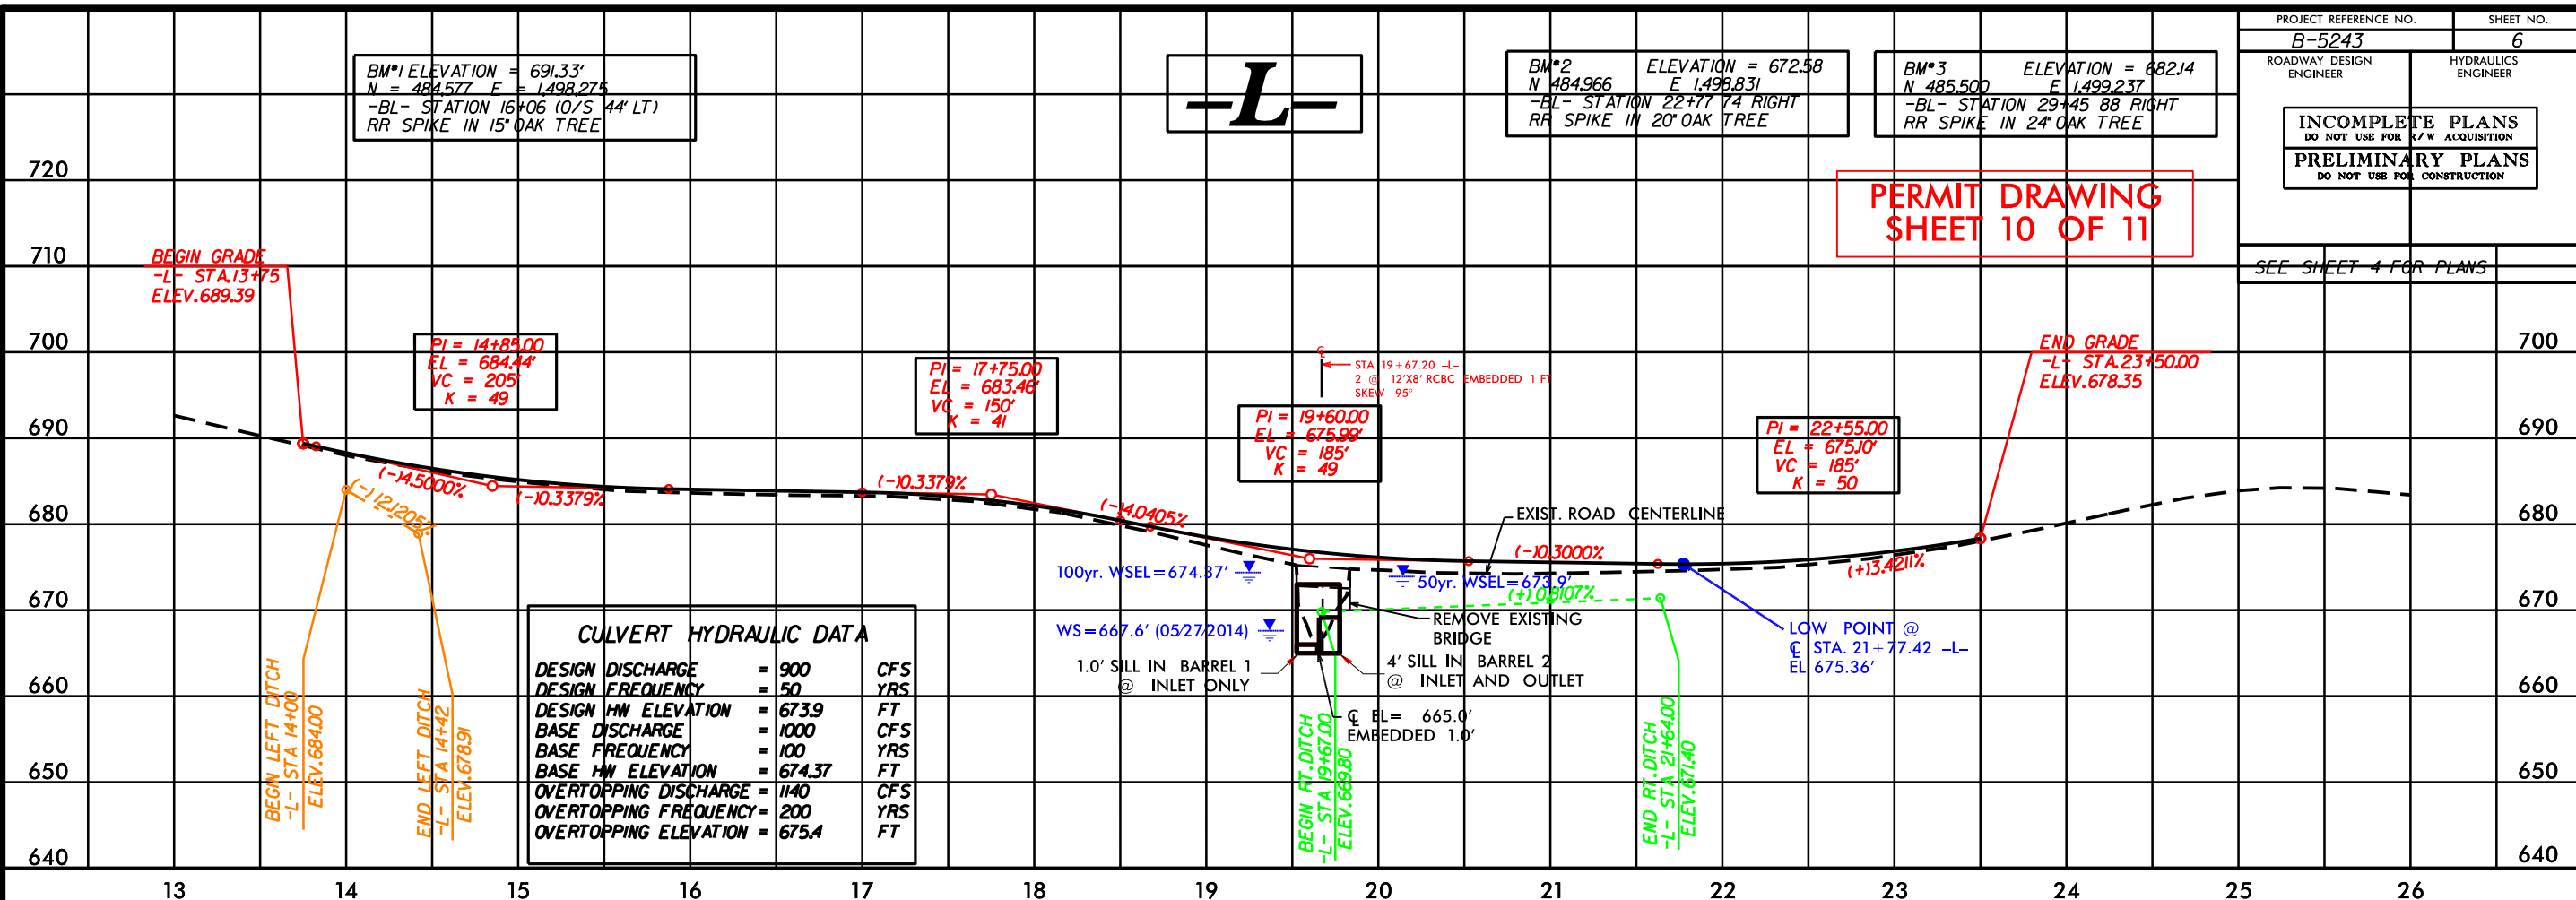 PROJECT REFERENCE NO.
SHEET NO.
B-5243
6
ROADWAY DESIGN
ENGINEER
HYDRAULICS
ENGINEER
INCOMPLETE PLANS
DO NOT USE FOR R/W ACQUISITION
PRELIMINARY PLANS
DO NOT USE FOR CONSTRUCTION
SEE SHEET 4 FOR PLANS
BM#1 ELEVATION = 691.33'
N = 484,577 E = 1,498,275
-BL- STATION 16+06 (O/S 44' LT)
RR SPIKE IN 15" OAK TREE
-L-
BM#2 ELEVATION = 672.58
N 484,966 E 1,498,831
-BL- STATION 22+77 74 RIGHT
RR SPIKE IN 20" OAK TREE
BM#3 ELEVATION = 682.14
N 485,500 E 1,499,237
-BL- STATION 29+45 88 RIGHT
RR SPIKE IN 24" OAK TREE
PERMIT DRAWING
SHEET 10 OF 11
720
710
700
690
680
670
660
650
640
BEGIN GRADE
-L- STA.13+75
ELEV.689.39
PI = 14+85.00
EL = 684.44'
VC = 205'
K = 49
PI = 17+75.00
EL = 683.46'
VC = 150'
K = 41
℄
STA 19+67.20 -L-
2 @ 12'X8' RCBC EMBEDDED 1 FT
SKEW 95°
PI = 19+60.00
EL = 675.99'
VC = 185'
K = 49
PI = 22+55.00
EL = 675.10'
VC = 185'
K = 50
END GRADE
-L- STA.23+50.00
ELEV.678.35
(-)4.5000%
(-)0.3379%
(-)0.3379%
(-)4.0405%
(-)0.3000%
(+)3.4211%
(-)12.1205%
(+)0.8107%
EXIST. ROAD CENTERLINE
100yr. WSEL=674.37'
50yr. WSEL=673.9'
WS=667.6' (05/27/2014)
REMOVE EXISTING
BRIDGE
1.0' SILL IN BARREL 1
@ INLET ONLY
4' SILL IN BARREL 2
@ INLET AND OUTLET
℄ EL= 665.0'
EMBEDDED 1.0'
LOW POINT @
℄ STA. 21+77.42 -L-
EL 675.36'
BEGIN LEFT DITCH
-L- STA 14+00
ELEV.684.00
END LEFT DITCH
-L- STA 14+42
ELEV.678.91
BEGIN RT.DITCH
-L- STA 19+67.00
ELEV.669.80
END RT.DITCH
-L- STA 21+64.00
ELEV.671.40
CULVERT HYDRAULIC DATA
DESIGN DISCHARGE = 900 CFS
DESIGN FREQUENCY = 50 YRS
DESIGN HW ELEVATION = 673.9 FT
BASE DISCHARGE = 1000 CFS
BASE FREQUENCY = 100 YRS
BASE HW ELEVATION = 674.37 FT
OVERTOPPING DISCHARGE = 1140 CFS
OVERTOPPING FREQUENCY = 200 YRS
OVERTOPPING ELEVATION = 675.4 FT
700
690
680
670
660
650
640
13 14 15 16 17 18 19 20 21 22 23 24 25 26